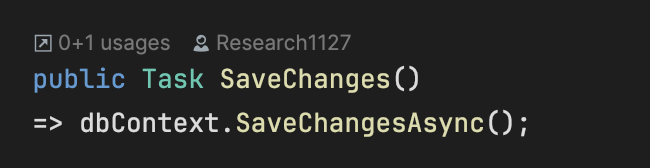 0+1 usages Research1127
public Task SaveChanges()
=> dbContext.SaveChangesAsync();